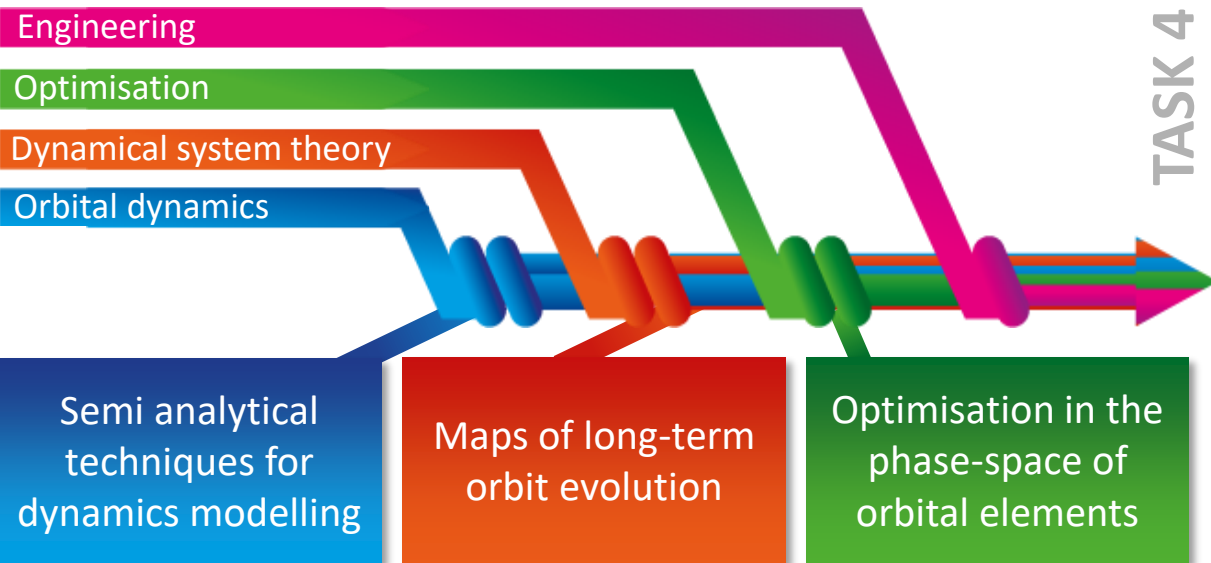 Engineering
Optimisation
Dynamical system theory
Orbital dynamics
TASK 4
Semi analytical
techniques for
dynamics modelling
Maps of long-term
orbit evolution
Optimisation in the
phase-space of
orbital elements